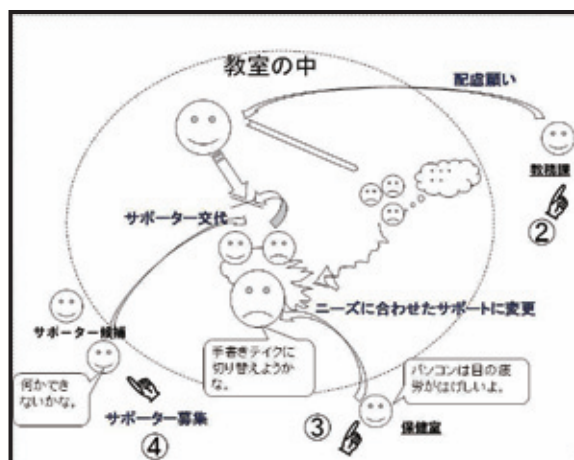 教室の中
配慮願い
教務課
②
サポーター交代
ニーズに合わせたサポートに変更
サポーター候補
手書きテイクに
切り替えようか
な。
パソコンは目の疲
労がはげしいよ。
何かでき
ないかな。
サポーター募集
④
③
保健室